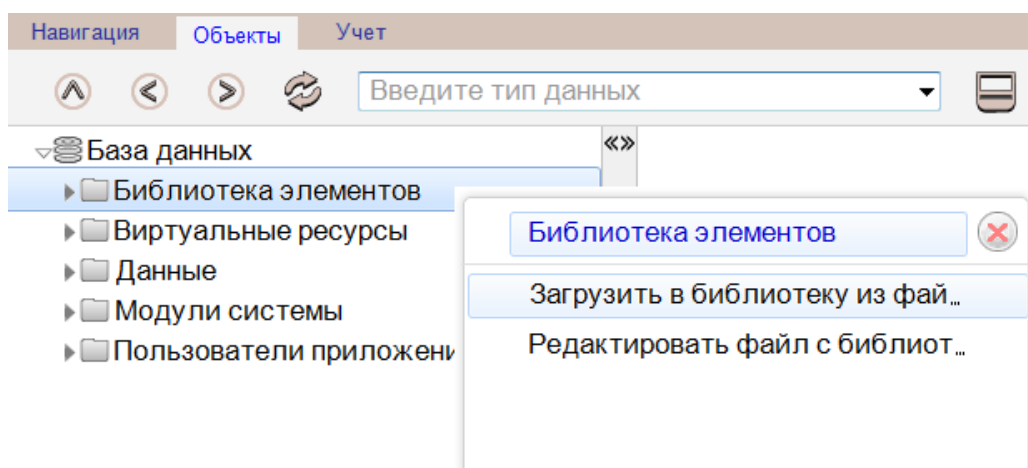 Навигация Объекты Учет
Введите тип данных
База данных
«»
Библиотека элементов
Виртуальные ресурсы
Данные
Модули системы
Пользователи приложени
Библиотека элементов
Загрузить в библиотеку из фай...
Редактировать файл с библиот...